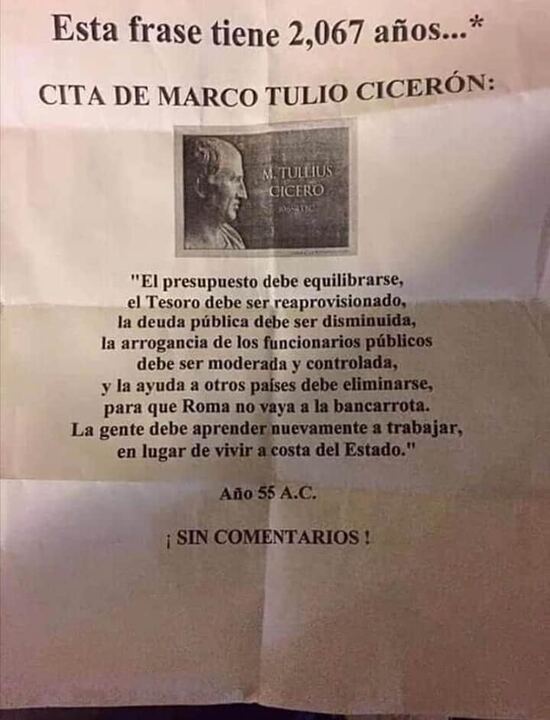 Esta frase tiene 2,067 años...*
CITA DE MARCO TULIO CICERÓN:
M. TULLIUS
CICERO
"El presupuesto debe equilibrarse,
el Tesoro debe ser reaprovisionado,
la deuda pública debe ser disminuida,
la arrogancia de los funcionarios públicos
debe ser moderada y controlada,
y la ayuda a otros países debe eliminarse,
para que Roma no vaya a la bancarrota.
La gente debe aprender nuevamente a trabajar,
en lugar de vivir a costa del Estado."
Año 55 A.C.
¡ SIN COMENTARIOS !